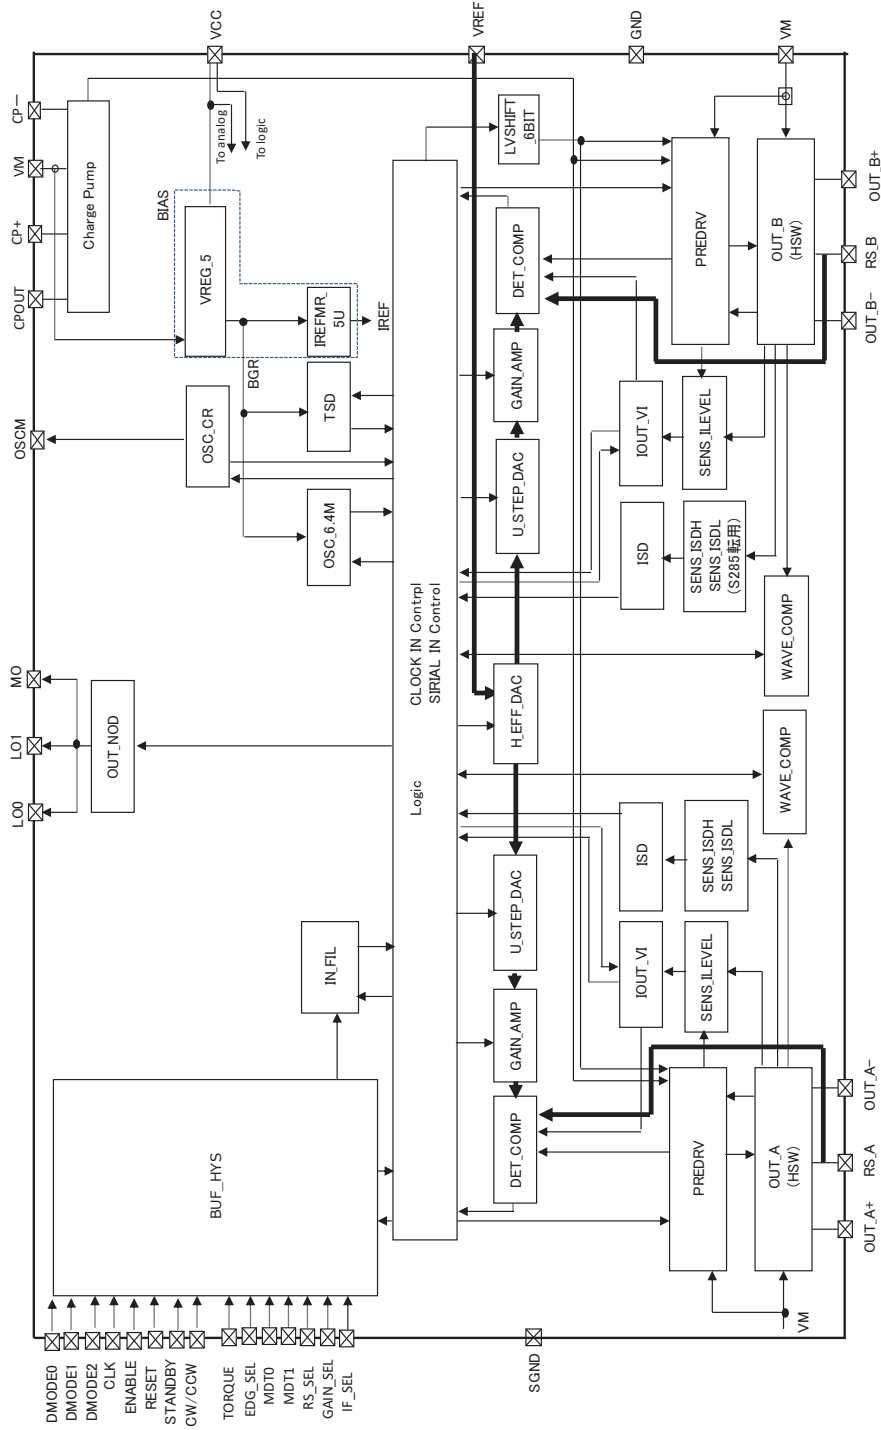 DMODE0
DMODE1
DMODE2
CLK
ENABLE
RESET
STANDBY
CW/CCW
TORQUE
EDG_SEL
MDT0
MDT1
RS_SEL
GAIN_SEL
IF_SEL
SGND
LO0
LO1
MO
OSCM
CPOUT
CP+
VM
CP－
VCC
VREF
GND
VM
BUF_HYS
IN_FIL
OUT_NOD
OSC_6.4M
OSC_CR
TSD
BGR
IREFMR_
5U
IREF
VREG_5
BIAS
Charge Pump
To analog
To logic
Logic
CLOCK IN Contrpl
SIRIAL IN Control
LVSHIFT
_6BIT
DET_COMP
GAIN_AMP
U_STEP_DAC
H_EFF_DAC
U_STEP_DAC
GAIN_AMP
DET_COMP
IOUT_VI
ISD
ISD
IOUT_VI
PREDRV
SENS_ILEVEL
SENS_ISDH
SENS_ISDL
WAVE_COMP
WAVE_COMP
SENS_ISDH
SENS_ISDL
(S285転用)
SENS_ILEVEL
PREDRV
VM
OUT_A
(HSW)
OUT_B
(HSW)
OUT_A+
RS_A
OUT_A-
OUT_B-
RS_B
OUT_B+